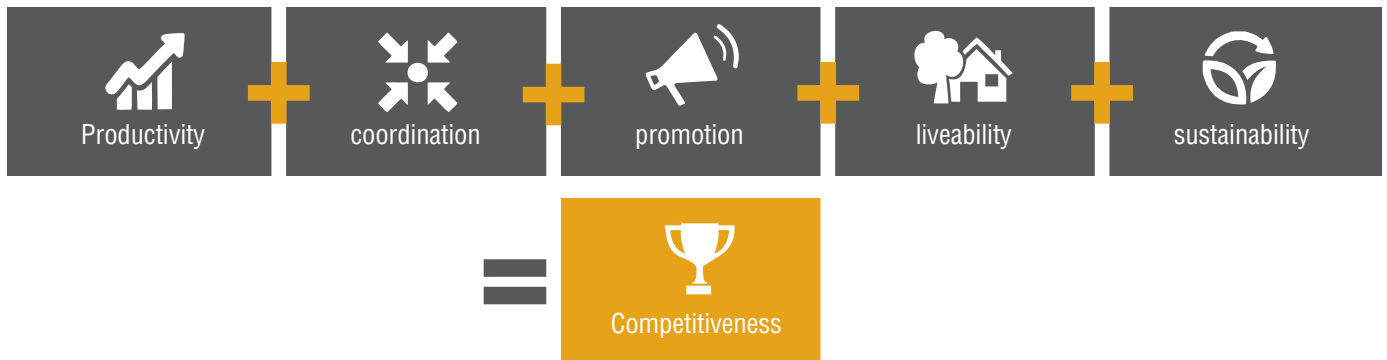 Productivity
coordination
promotion
liveability
sustainability
Competitiveness